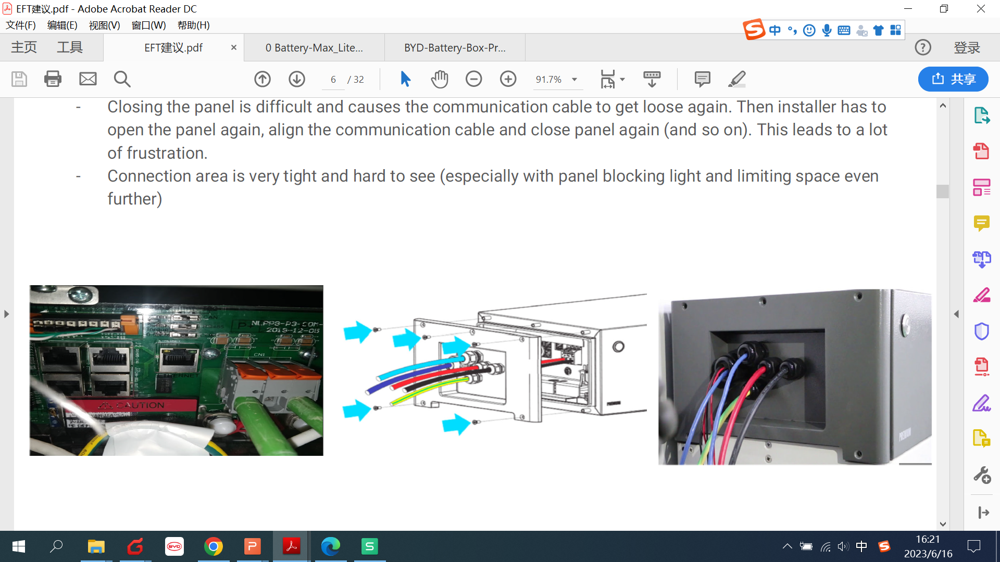 EFT建议.pdf - Adobe Acrobat Reader DC
文件(F) 编辑(E) 视图(V) 窗口(W) 帮助(H)
中
主页 工具 EFT建议.pdf × 0 Battery-Max_Lite... BYD-Battery-Box-Pr... 登录
6 / 32 91.7% 共享
- Closing the panel is difficult and causes the communication cable to get loose again. Then installer has to
open the panel again, align the communication cable and close panel again (and so on). This leads to a lot
of frustration.
- Connection area is very tight and hard to see (especially with panel blocking light and limiting space even
further)
CAN
2019-12-05
CN1
ETHERNET
CAUTION
PREMIUM
PREMIUM
BYD
16:21
中
2023/6/16